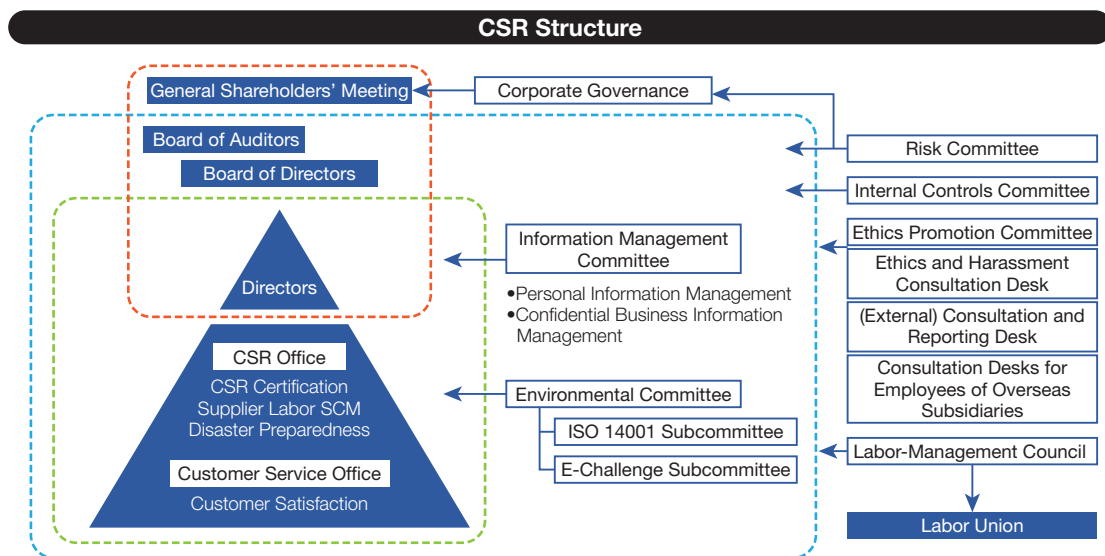 CSR Structure
General Shareholders’ Meeting
Corporate Governance
Board of Auditors
Board of Directors
Risk Committee
Internal Controls Committee
Ethics Promotion Committee
Ethics and Harassment
Consultation Desk
(External) Consultation and
Reporting Desk
Consultation Desks for
Employees of Overseas
Subsidiaries
Labor-Management Council
Labor Union
Information Management
Committee
•Personal Information Management
•Confidential Business Information
Management
Environmental Committee
ISO 14001 Subcommittee
E-Challenge Subcommittee
Directors
CSR Office
CSR Certification
Supplier Labor SCM
Disaster Preparedness
Customer Service Office
Customer Satisfaction